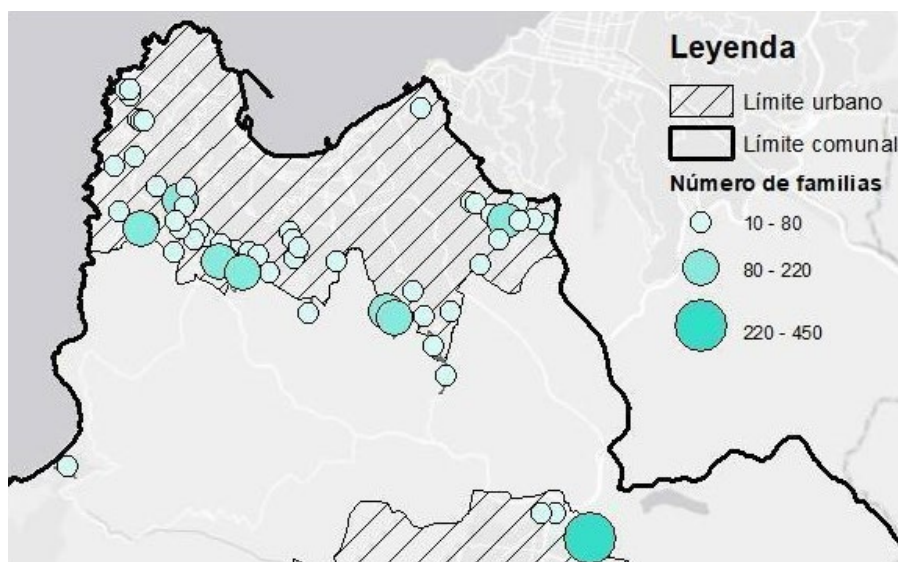 Leyenda
Límite urbano
Límite comunal
Número de familias
10 - 80
80 - 220
220 - 450